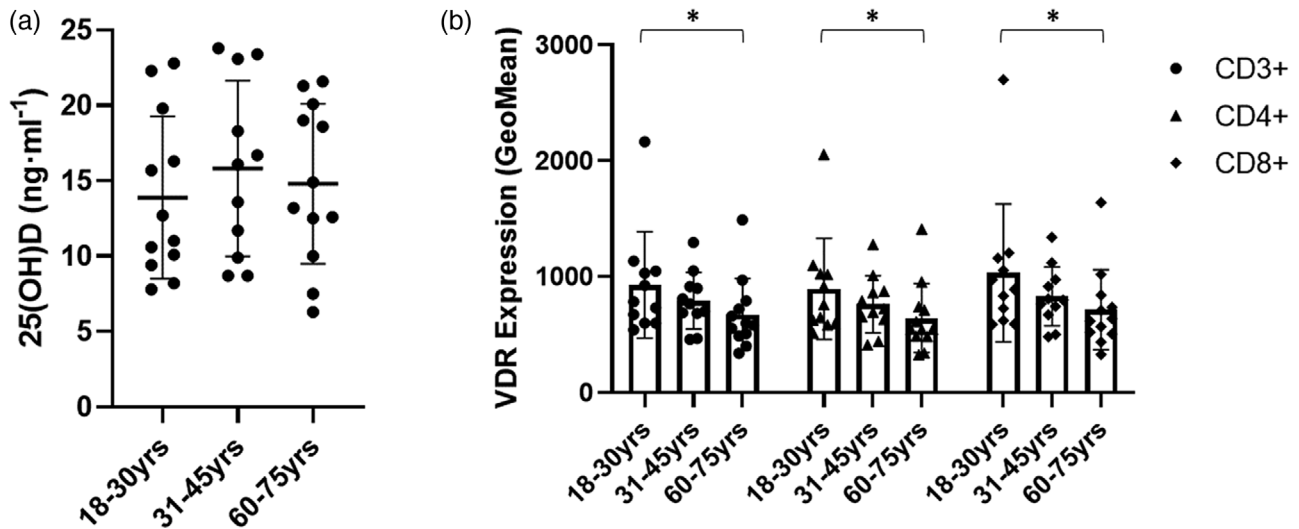 (a)
25(OH)D (ng·ml⁻¹)
25
20
15
10
5
0
18-30yrs
31-45yrs
60-75yrs
(b)
VDR Expression (GeoMean)
3000
2000
1000
0
* * *
18-30yrs
31-45yrs
60-75yrs
18-30yrs
31-45yrs
60-75yrs
18-30yrs
31-45yrs
60-75yrs
CD3+
CD4+
CD8+